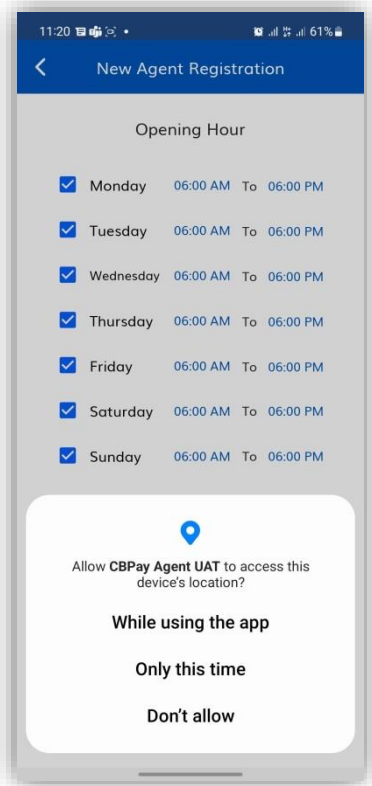 11:20 61%
New Agent Registration
Opening Hour
Monday 06:00 AM To 06:00 PM
Tuesday 06:00 AM To 06:00 PM
Wednesday 06:00 AM To 06:00 PM
Thursday 06:00 AM To 06:00 PM
Friday 06:00 AM To 06:00 PM
Saturday 06:00 AM To 06:00 PM
Sunday 06:00 AM To 06:00 PM
Allow CBPay Agent UAT to access this
device's location?
While using the app
Only this time
Don't allow